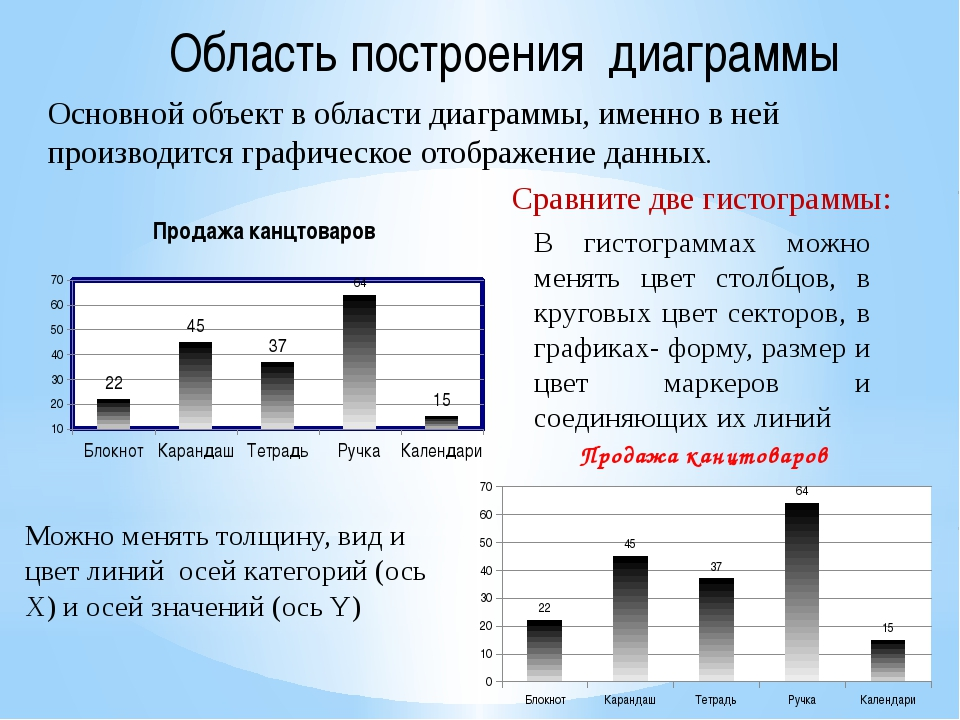 Область построения диаграммы
Основной объект в области диаграммы, именно в ней
производится графическое отображение данных.
Сравните две гистограммы:
Продажа канцтоваров
70
60
50
40
30
20
10
22
45
37
64
15
Блокнот Карандаш Тетрадь Ручка Календари
В гистограммах можно
менять цвет столбцов, в
круговых цвет секторов, в
графиках- форму, размер и
цвет маркеров и
соединяющих их линий
Можно менять толщину, вид и
цвет линий осей категорий (ось
X) и осей значений (ось Y)
Продажа канцтоваров
70
60
50
40
30
20
10
0
22
45
37
64
15
Блокнот Карандаш Тетрадь Ручка Календари